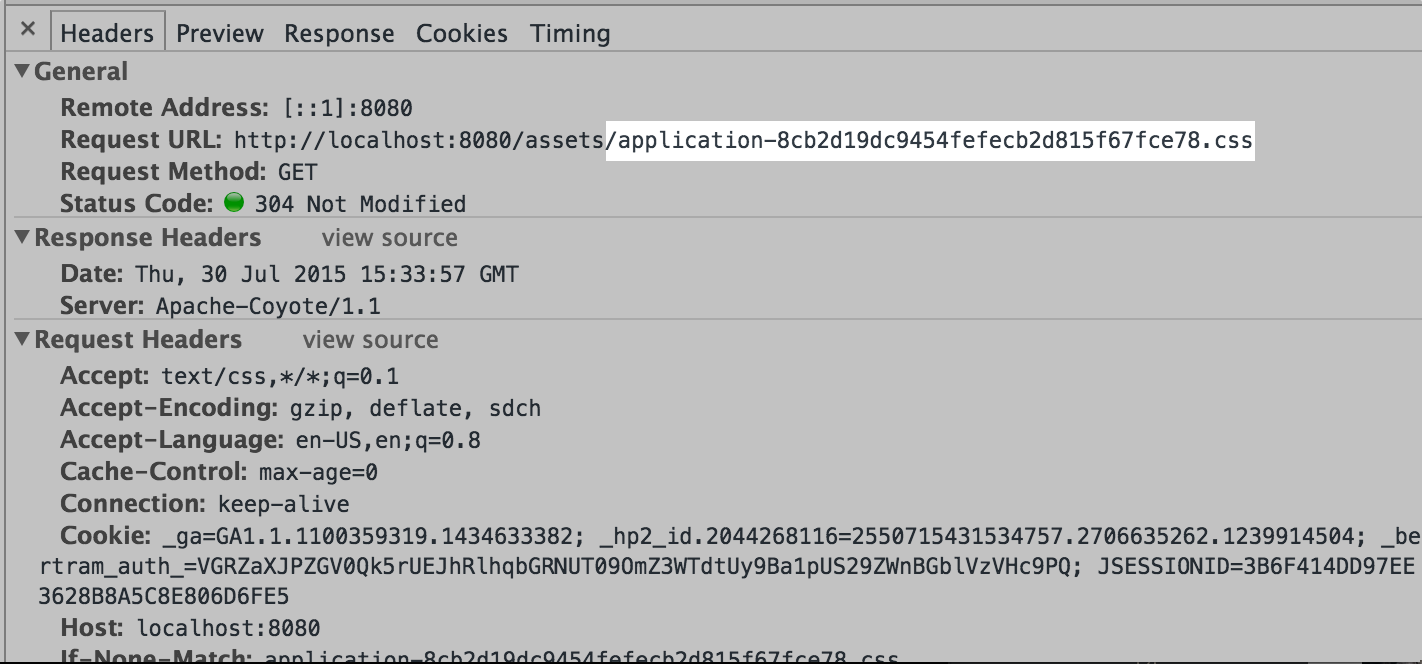 × Headers Preview Response Cookies Timing
▼General
Remote Address: [::1]:8080
Request URL: http://localhost:8080/assets/application-8cb2d19dc9454fefecb2d815f67fce78.css
Request Method: GET
Status Code: 304 Not Modified
▼Response Headers view source
Date: Thu, 30 Jul 2015 15:33:57 GMT
Server: Apache-Coyote/1.1
▼Request Headers view source
Accept: text/css,*/*;q=0.1
Accept-Encoding: gzip, deflate, sdch
Accept-Language: en-US,en;q=0.8
Cache-Control: max-age=0
Connection: keep-alive
Cookie: _ga=GA1.1.1100359319.1434633382; _hp2_id.2044268116=2550715431534757.2706635262.1239914504; _be
rtram_auth_=VGRZaXJPZGV0Qk5rUEJhRlhqbGRNUT09OmZ3WTdtUy9Ba1pUS29ZWnBGblVzVHc9PQ; JSESSIONID=3B6F414DD97EE
3628B8A5C8E806D6FE5
Host: localhost:8080
If-None-Match: application-8cb2d19dc9454fefecb2d815f67fce78.css